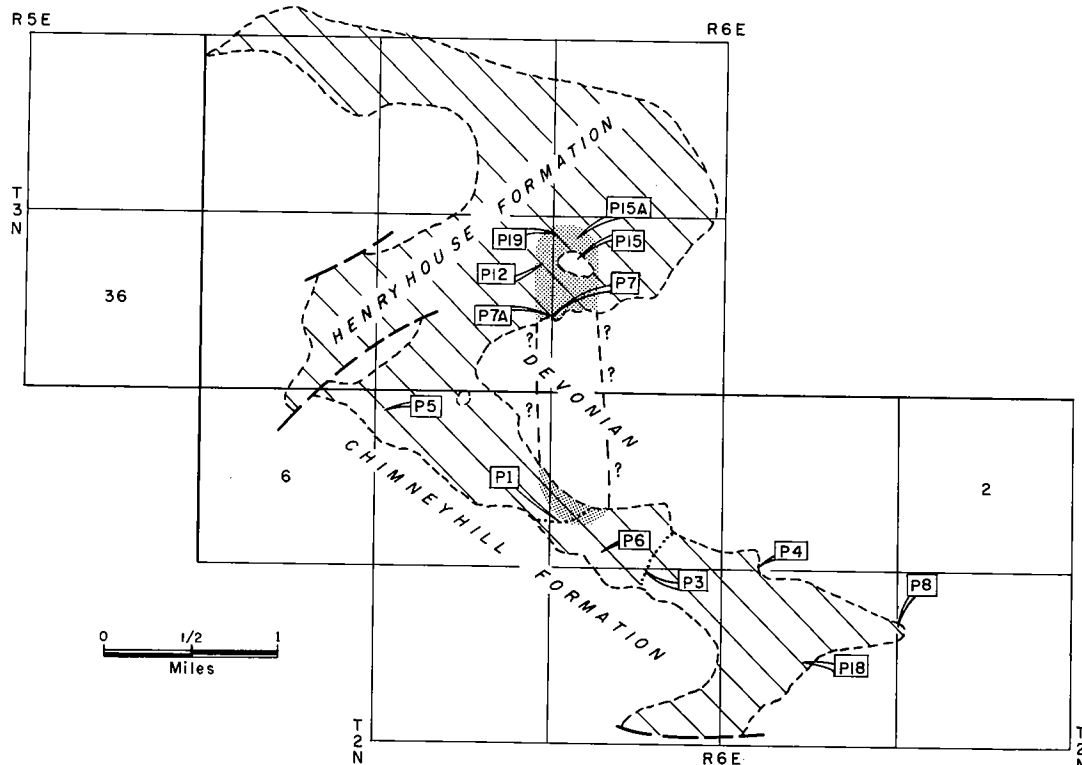 R5E
R6E
T
3
N
HENRYHOUSE FORMATION
P15A
P19
P15
P12
P7
P7A
36
?
?
DEVONIAN
?
?
?
?
P5
CHIMNEYHILL FORMATION
6
P1
2
P6
P4
P3
P8
P18
0 1/2 1
Miles
T
2
N
R6E
T
2
N